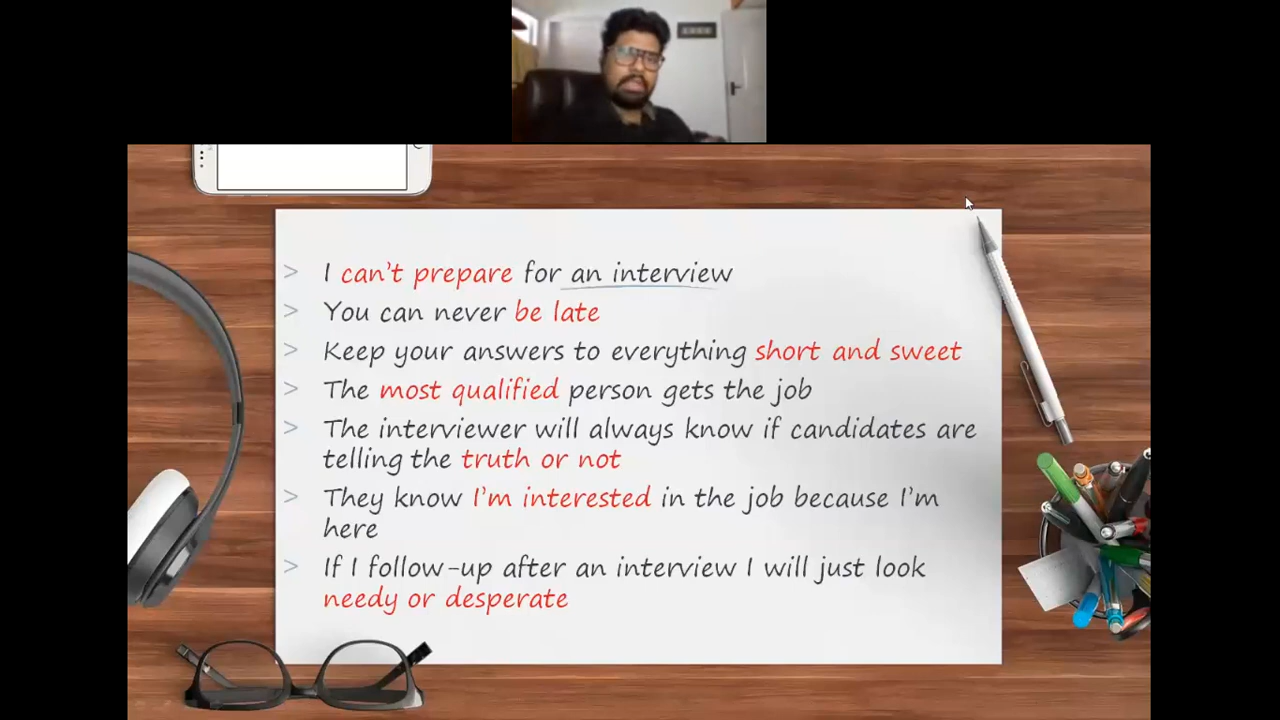 > I can't prepare for an interview
> You can never be late
> Keep your answers to everything short and sweet
> The most qualified person gets the job
> The interviewer will always know if candidates are
telling the truth or not
> They know I'm interested in the job because I'm
here
> If I follow-up after an interview I will just look
needy or desperate